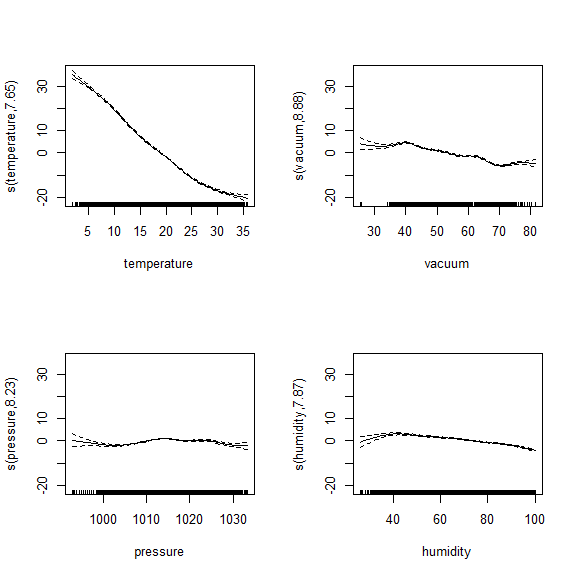 s(temperature,7.65)
-20 0 10 30
5 10 15 20 25 30 35
temperature
s(vacuum,8.88)
-20 0 10 30
30 40 50 60 70 80
vacuum
s(pressure,8.23)
-20 0 10 30
1000 1010 1020 1030
pressure
s(humidity,7.87)
-20 0 10 30
40 60 80 100
humidity